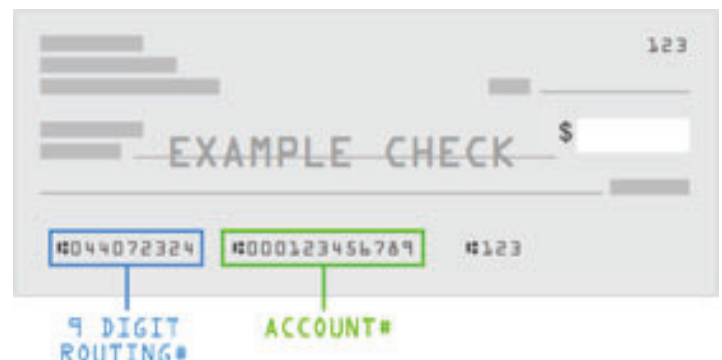 123
$
EXAMPLE CHECK
⑆044072324 ⑆000123456789 ⑆123
9 DIGIT ACCOUNT#
ROUTING#